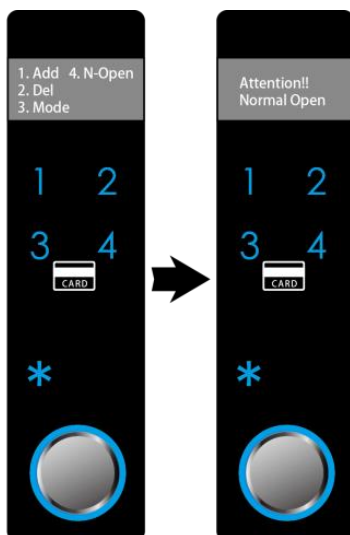 1. Add 4. N-Open
2. Del
3. Mode
1 2
3 4
CARD
*
Attention!!
Normal Open
1 2
3 4
CARD
*